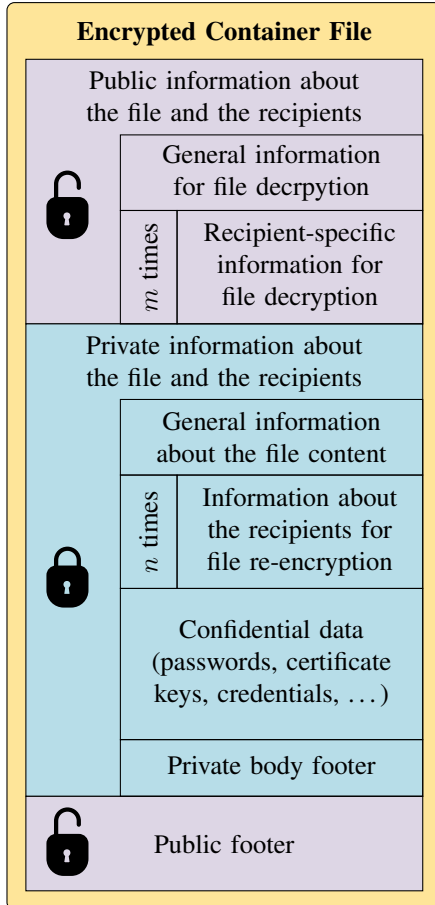 Encrypted Container File
Public information about
the file and the recipients
General information
for file decrpytion
m times
Recipient-specific
information for
file decryption
Private information about
the file and the recipients
General information
about the file content
n times
Information about
the recipients for
file re-encryption
Confidential data
(passwords, certificate
keys, credentials, . . . )
Private body footer
Public footer